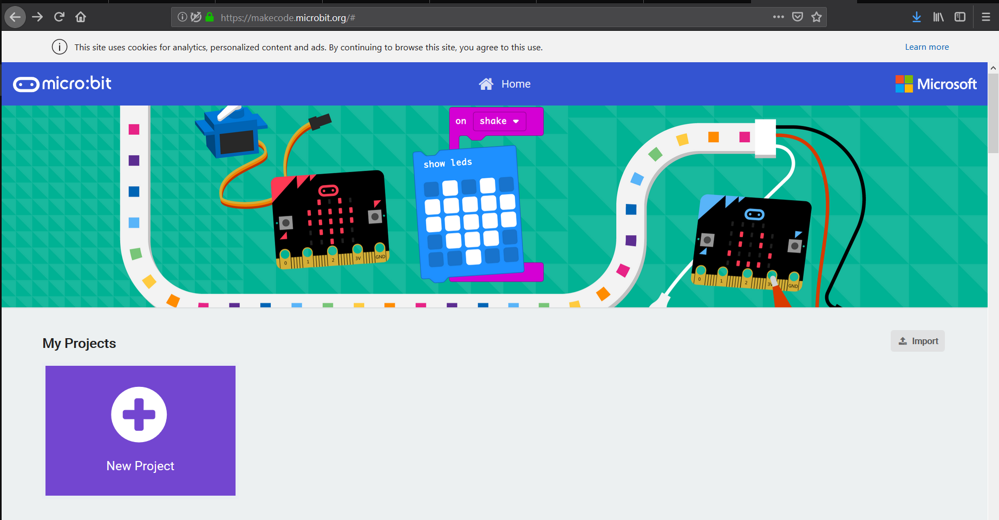 https://makecode.microbit.org/#
This site uses cookies for analytics, personalized content and ads. By continuing to browse this site, you agree to this use.
Learn more
micro:bit
Home
Microsoft
on shake
show leds
0 1 2 3V GND
0 1 2 3V GND
My Projects
Import
New Project